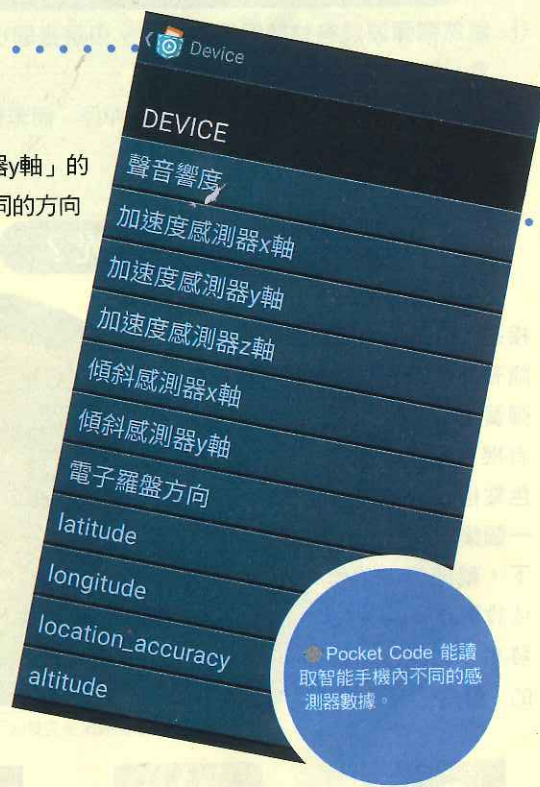 Device
DEVICE
聲音響度
加速度感測器x軸
加速度感測器y軸
加速度感測器z軸
傾斜感測器x軸
傾斜感測器y軸
電子羅盤方向
latitude
longitude
location_accuracy
altitude
器y軸」的
同的方向
Pocket Code 能讀
取智能手機內不同的感
測器數據。